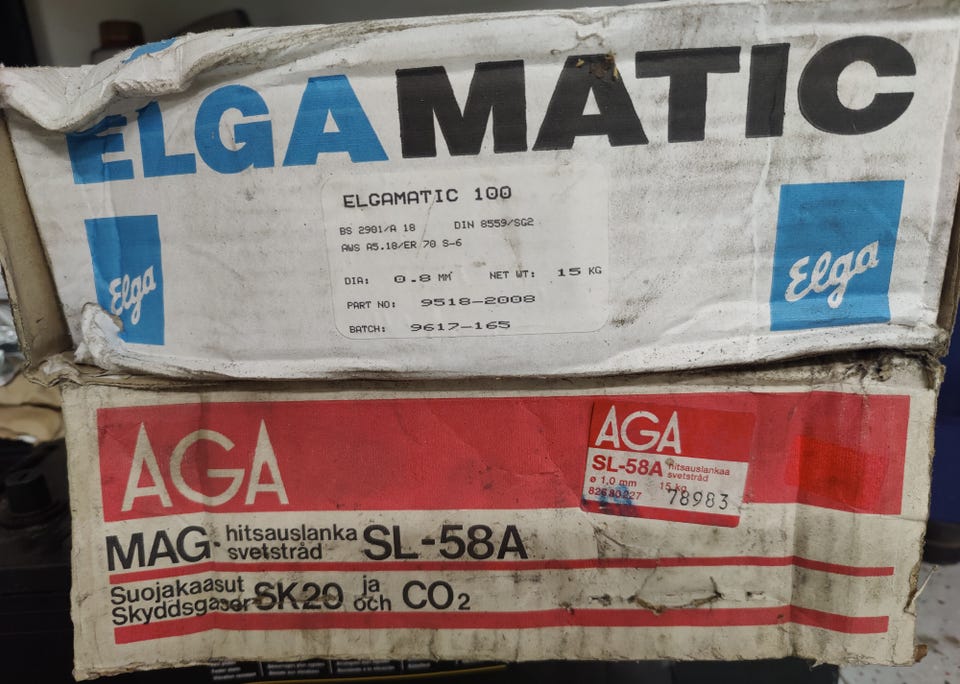 ELGAMATIC
ELGAMATIC 100
BS 2901/A 18 DIN 8559/SG2
AWS A5.18/ER 70 S-6
DIA: 0.8 MM NET WT: 15 KG
PART NO: 9518-2008
BATCH: 9617-165
Elga
Elga
AGA
AGA
SL-58A hitsauslankaa
svetstråd
ø 1,0 mm 15 kg
78983
MAG- hitsauslanka SL-58A
svetstråd
Suojakaasut SK20 ja CO2
Skyddsgaser och